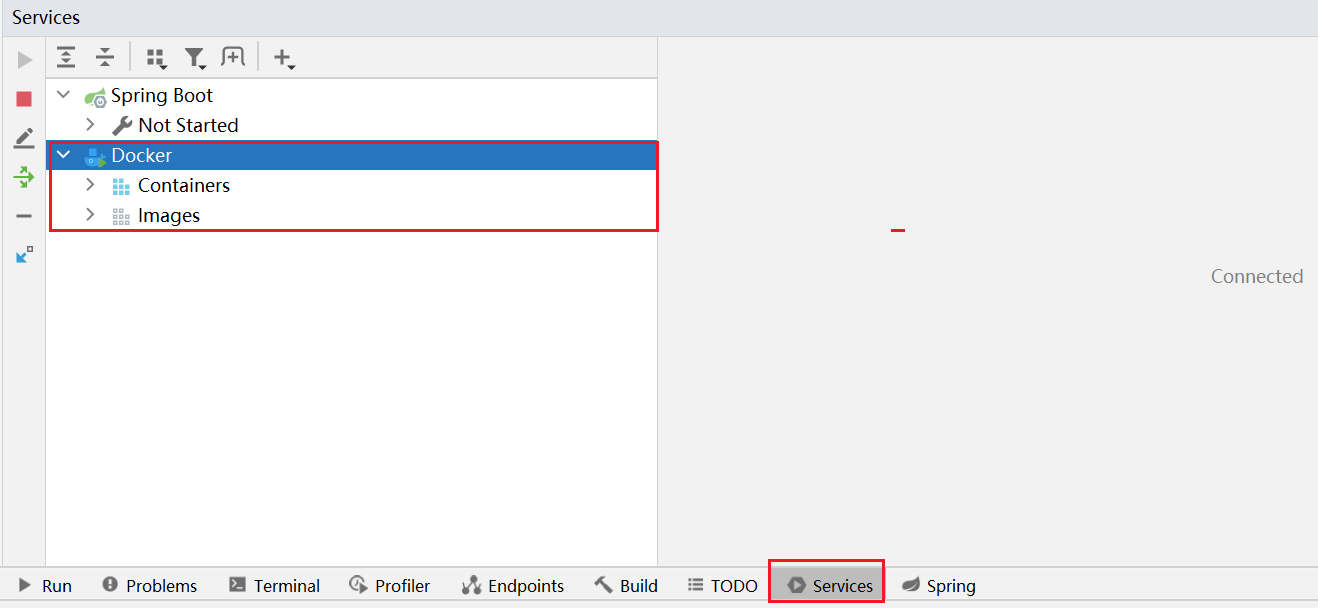 Services
Spring Boot
Not Started
Docker
Containers
Images
Connected
Run Problems Terminal Profiler Endpoints Build TODO Services Spring